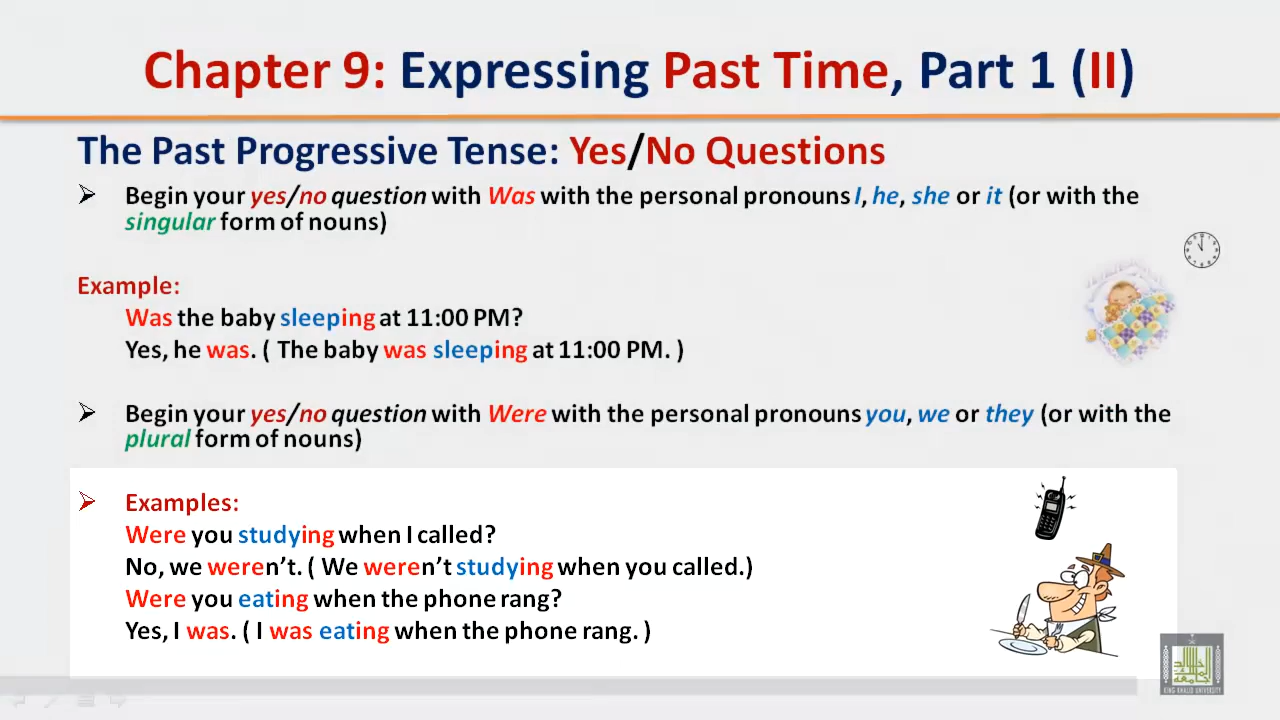 Chapter 9: Expressing Past Time, Part 1 (II)
The Past Progressive Tense: Yes/No Questions
Begin your yes/no question with Was with the personal pronouns I, he, she or it (or with the
singular form of nouns)
Example:
Was the baby sleeping at 11:00 PM?
Yes, he was. ( The baby was sleeping at 11:00 PM. )
Begin your yes/no question with Were with the personal pronouns you, we or they (or with the
plural form of nouns)
Examples:
Were you studying when I called?
No, we weren’t. ( We weren’t studying when you called.)
Were you eating when the phone rang?
Yes, I was. ( I was eating when the phone rang. )
KING KHALID UNIVERSITY